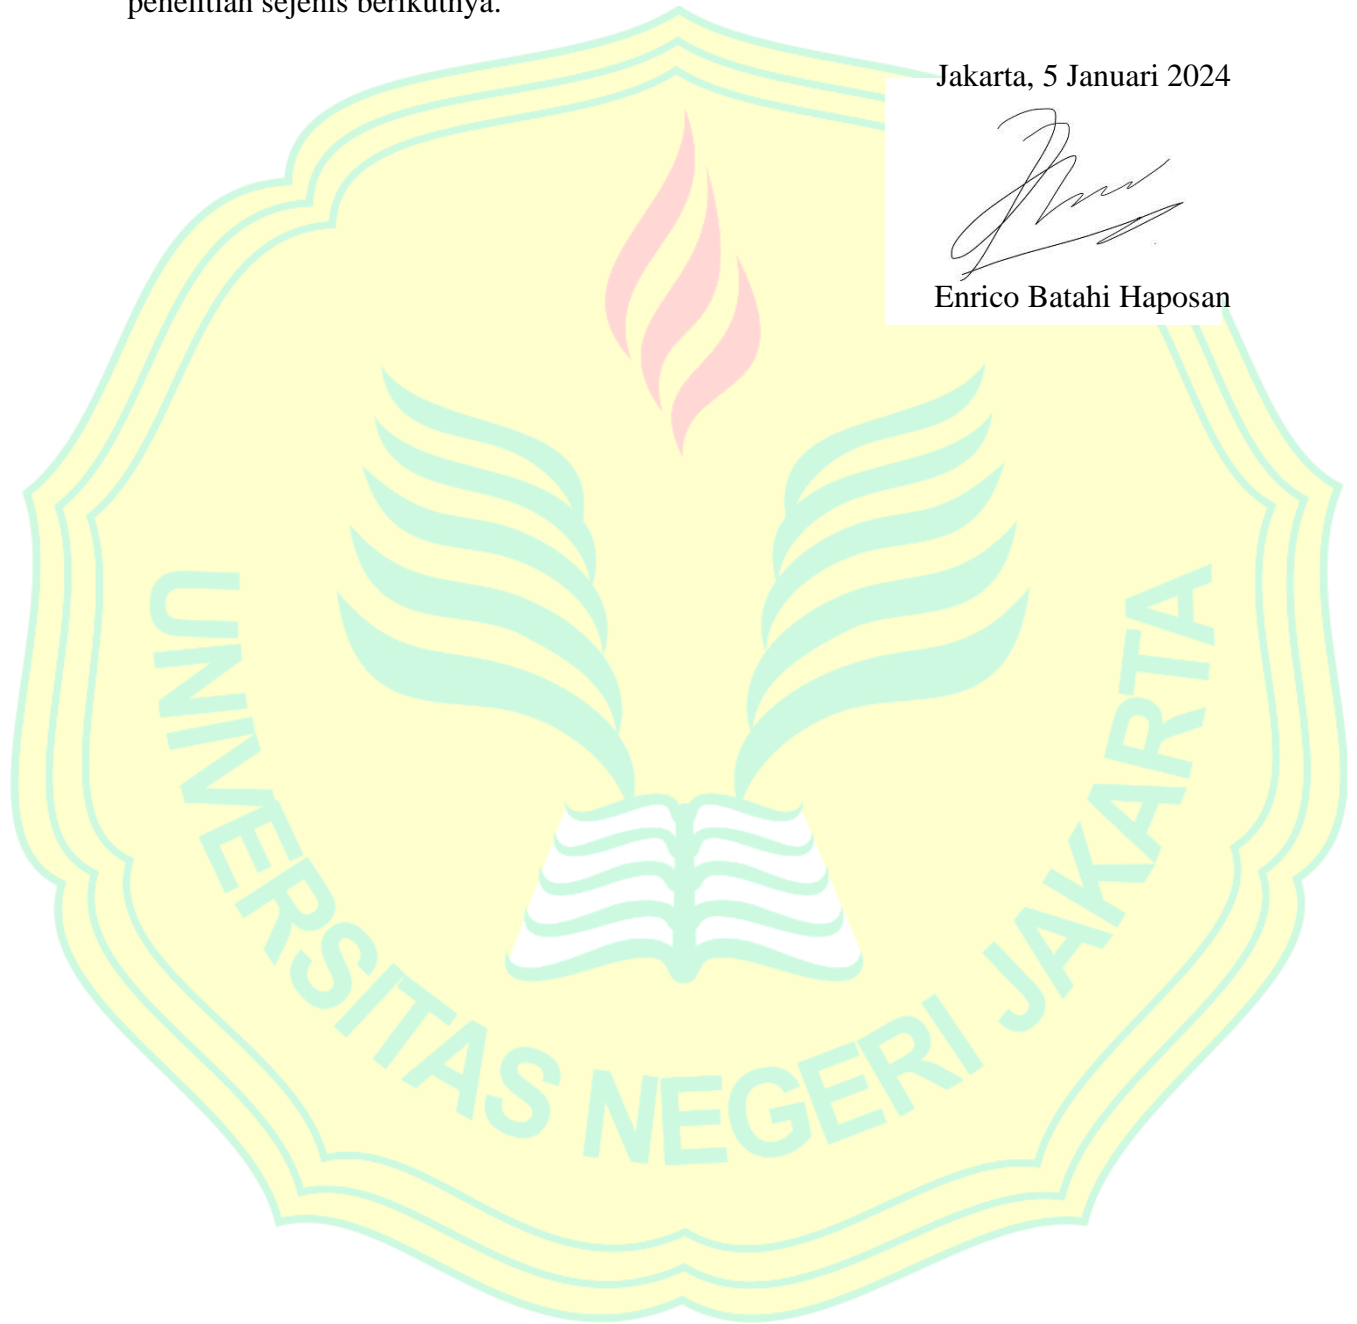 penelitian sejenis berikutnya.
Jakarta, 5 Januari 2024
Enrico Batahi Haposan
UNIVERSITAS NEGERI JAKARTA